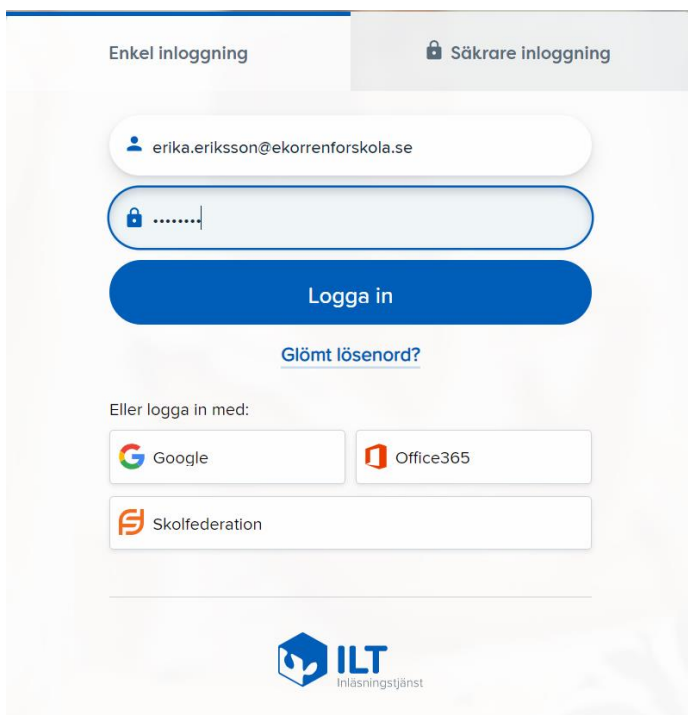 Enkel inloggning
Säkrare inloggning
erika.eriksson@ekorrenforskola.se
........
Logga in
Glömt lösenord?
Eller logga in med:
Google
Office365
Skolfederation
ILT
Inläsningstjänst